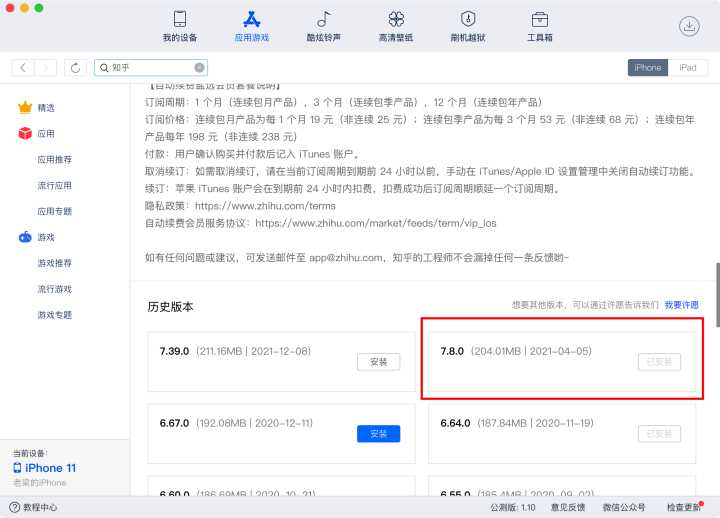 我的设备
应用游戏
酷炫铃声
高清壁纸
刷机越狱
工具箱
知乎
iPhone
iPad
精选
应用
应用推荐
流行应用
应用专题
游戏
游戏推荐
流行游戏
游戏专题
当前设备：
iPhone 11
老梁的iPhone
【自动续费盐选会员套餐说明】
订阅周期：1 个月（连续包月产品），3 个月（连续包季产品），12 个月（连续包年产品）
订阅价格：连续包月产品为每 1 个月 19 元（非连续 25 元）；连续包季产品为每 3 个月 53 元（非连续 68 元）；连续包年
产品每年 198 元（非连续 238 元）
付款：用户确认购买并付款后记入 iTunes 账户。
取消续订：如需取消续订，请在当前订阅周期到期前 24 小时以前，手动在 iTunes/Apple ID 设置管理中关闭自动续订功能。
续订：苹果 iTunes 账户会在到期前 24 小时内扣费，扣费成功后订阅周期顺延一个订阅周期。
隐私政策：https://www.zhihu.com/terms
自动续费会员服务协议：https://www.zhihu.com/market/feeds/term/vip_ios
如有任何问题或建议，可发送邮件至 app@zhihu.com，知乎的工程师不会漏掉任何一条反馈哟~
历史版本
想要其他版本，可以通过许愿告诉我们 我要许愿
7.39.0 (211.16MB | 2021-12-08)
安装
7.8.0 (204.01MB | 2021-04-05)
已安装
6.67.0 (192.08MB | 2020-12-11)
安装
6.64.0 (187.84MB | 2020-11-19)
已安装
6.60.0 (186.69MB | 2020-10-20)
6.55.0 (185.4MB | 2020-09-02)
教程中心
公测版: 1.10
意见反馈
微信公众号
检查更新